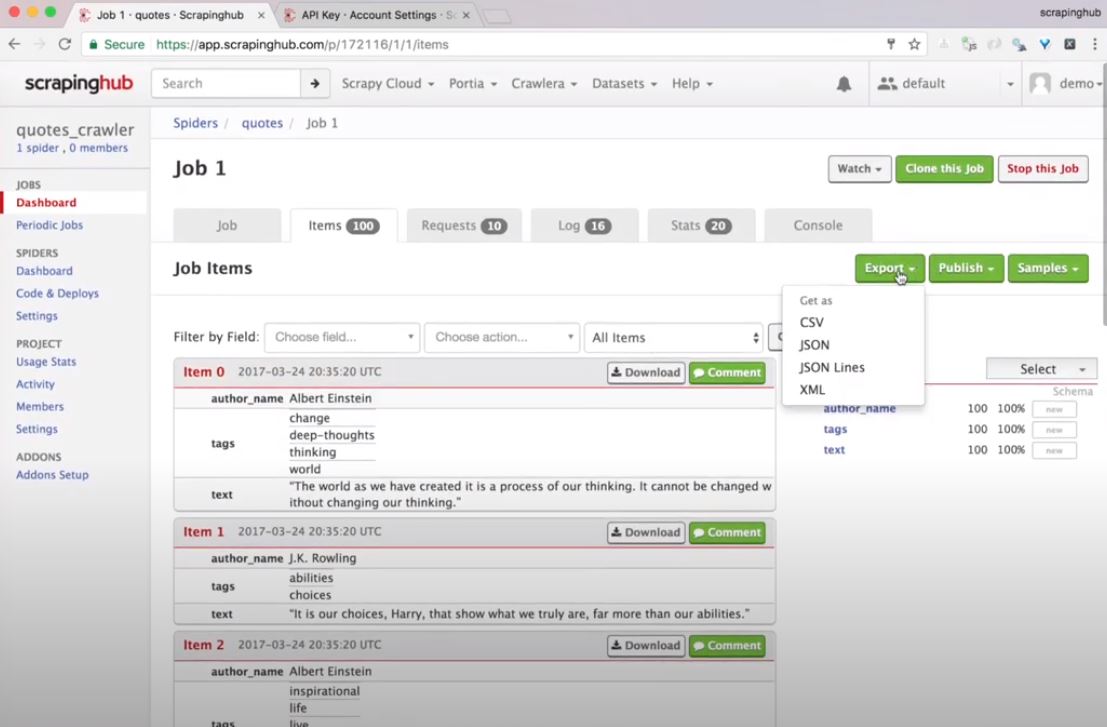 Job 1 · quotes · Scrapinghub
API Key · Account Settings · Sc
scrapinghub
Secure https://app.scrapinghub.com/p/172116/1/1/items
scrapinghub
Search
Scrapy Cloud
Portia
Crawlera
Datasets
Help
default
demo
quotes_crawler
1 spider , 0 members
JOBS
Dashboard
Periodic Jobs
SPIDERS
Dashboard
Code & Deploys
Settings
PROJECT
Usage Stats
Activity
Members
Settings
ADDONS
Addons Setup
Spiders / quotes / Job 1
Job 1
Watch
Clone this Job
Stop this Job
Job
Items 100
Requests 10
Log 16
Stats 20
Console
Job Items
Export
Publish
Samples
Get as
CSV
JSON
JSON Lines
XML
Filter by Field:
Choose field...
Choose action...
All Items
Select
Schema
author_name 100 100% new
tags 100 100% new
text 100 100% new
Item 0 2017-03-24 20:35:20 UTC Download Comment
author_name Albert Einstein
tags
change
deep-thoughts
thinking
world
text
"The world as we have created it is a process of our thinking. It cannot be changed w
ithout changing our thinking."
Item 1 2017-03-24 20:35:20 UTC Download Comment
author_name J.K. Rowling
tags
abilities
choices
text "It is our choices, Harry, that show what we truly are, far more than our abilities."
Item 2 2017-03-24 20:35:20 UTC Download Comment
author_name Albert Einstein
inspirational
life
tags
live